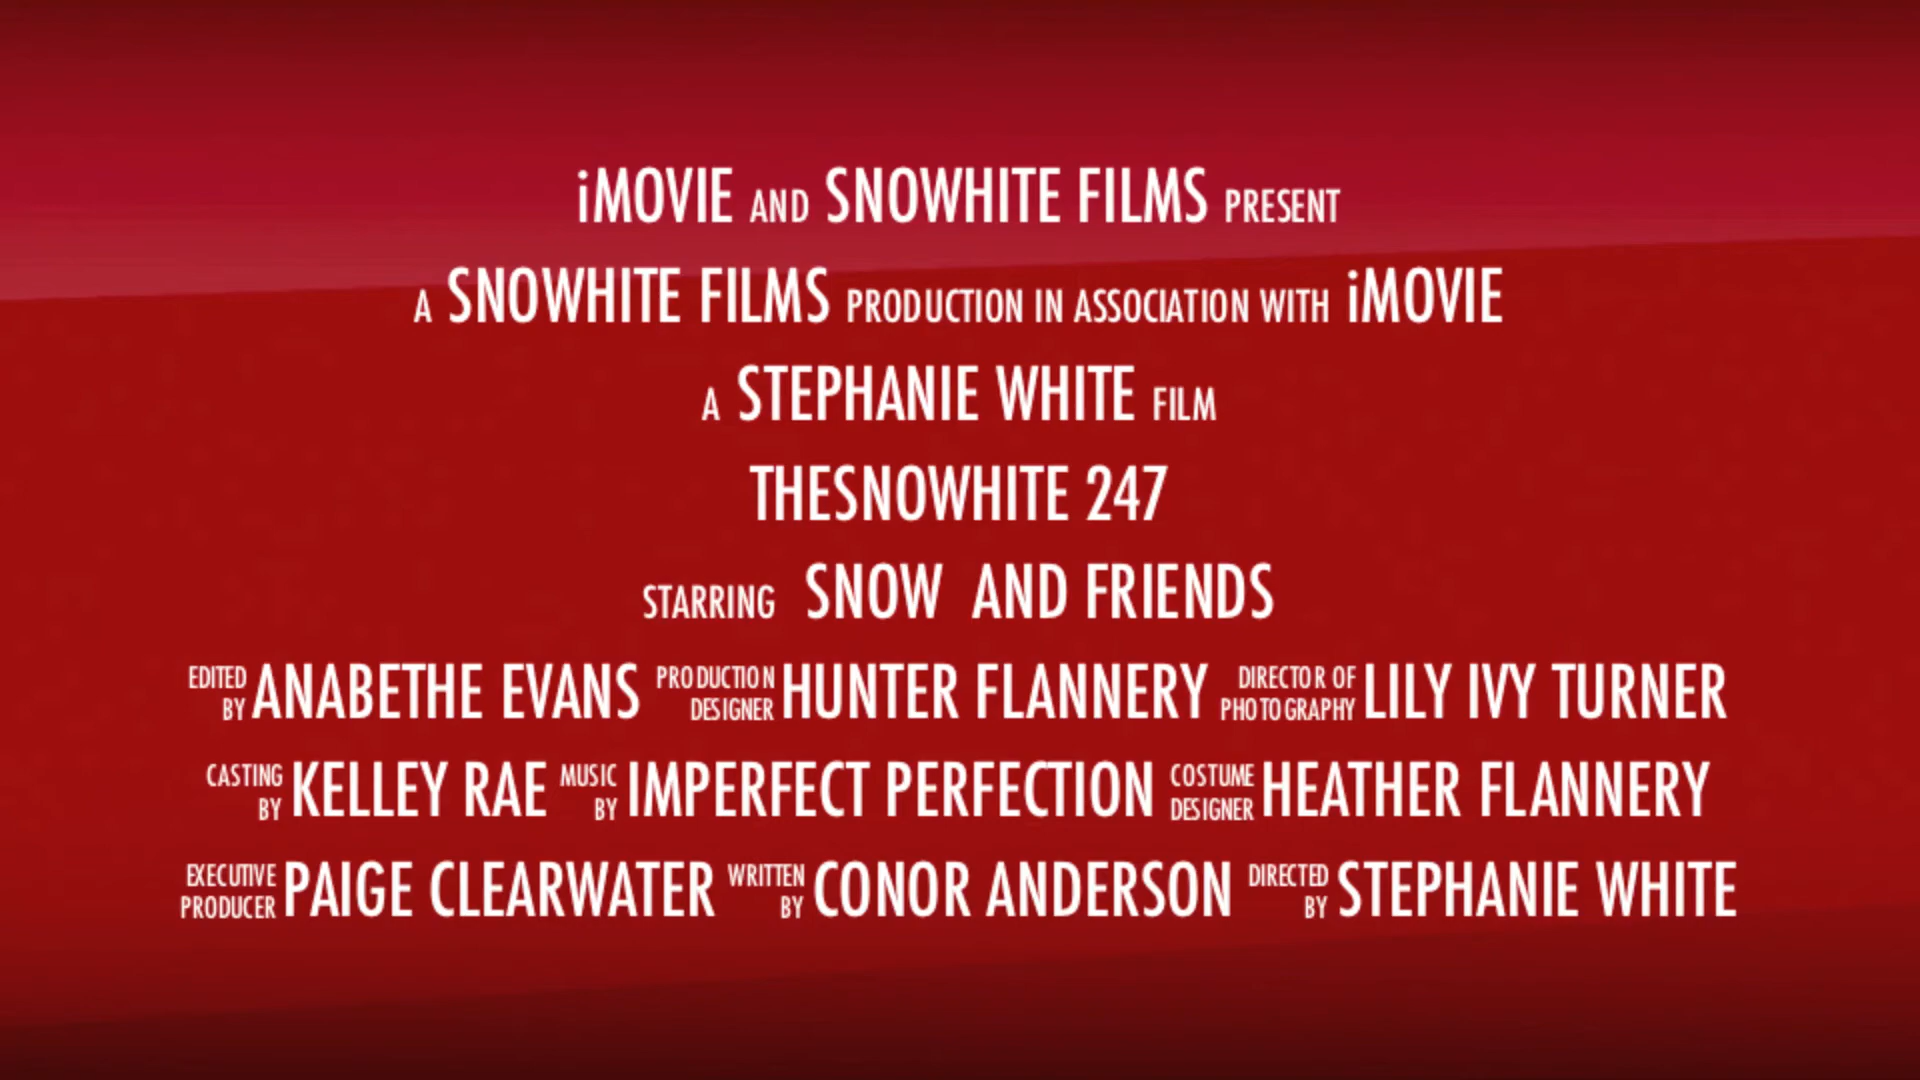 iMOVIE AND SNOWHITE FILMS PRESENT
A SNOWHITE FILMS PRODUCTION IN ASSOCIATION WITH iMOVIE
A STEPHANIE WHITE FILM
THESNOWHITE 247
STARRING SNOW AND FRIENDS
EDITED BY ANABETHE EVANS PRODUCTION DESIGNER HUNTER FLANNERY DIRECTOR OF PHOTOGRAPHY LILY IVY TURNER
CASTING BY KELLEY RAE MUSIC BY IMPERFECT PERFECTION COSTUME DESIGNER HEATHER FLANNERY
EXECUTIVE PRODUCER PAIGE CLEARWATER WRITTEN BY CONOR ANDERSON DIRECTED BY STEPHANIE WHITE